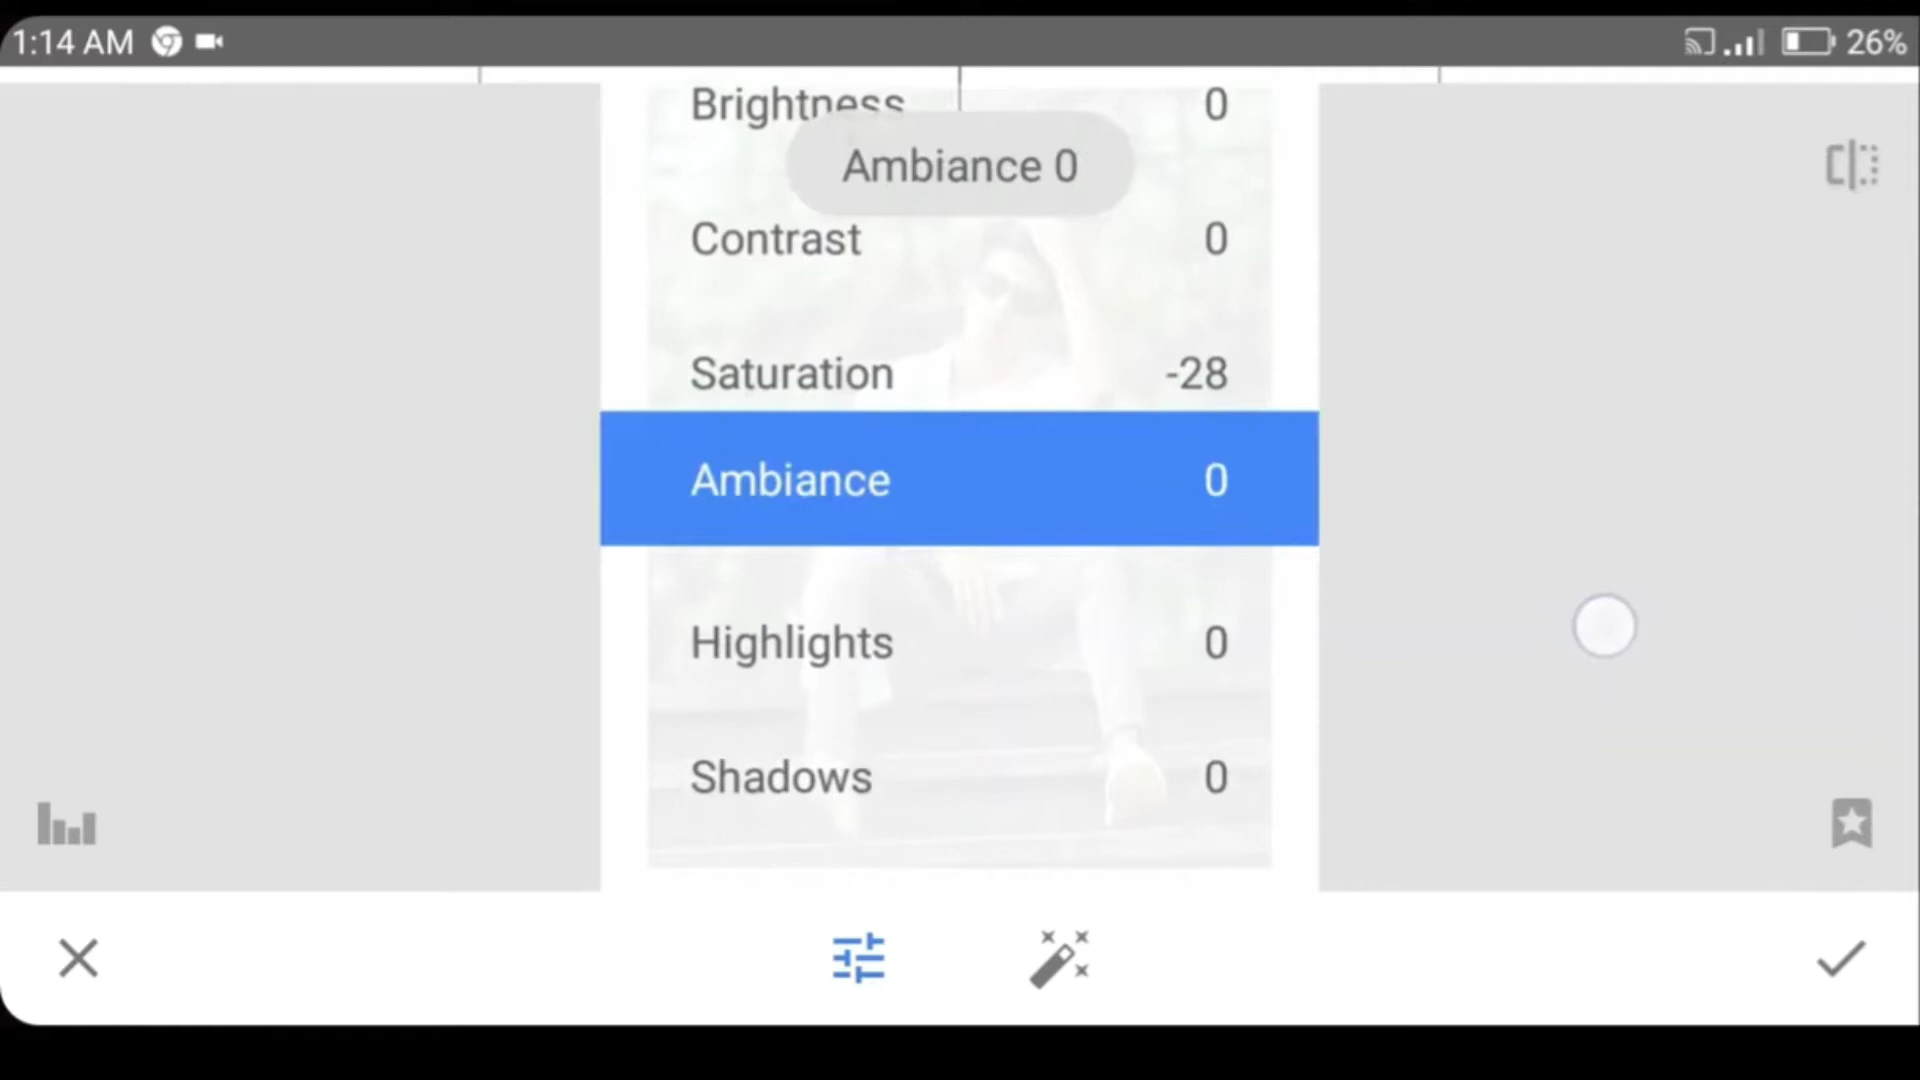 1:14 AM 26%
Brightness 0
Ambiance 0
Contrast 0
Saturation -28
Ambiance 0
Highlights 0
Shadows 0